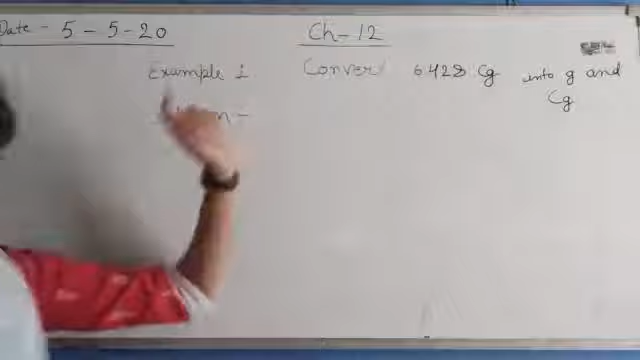 Date - 5 - 5 - 20
Ch - 12
Example 1 Convert 6428 Cg into g and
Cg